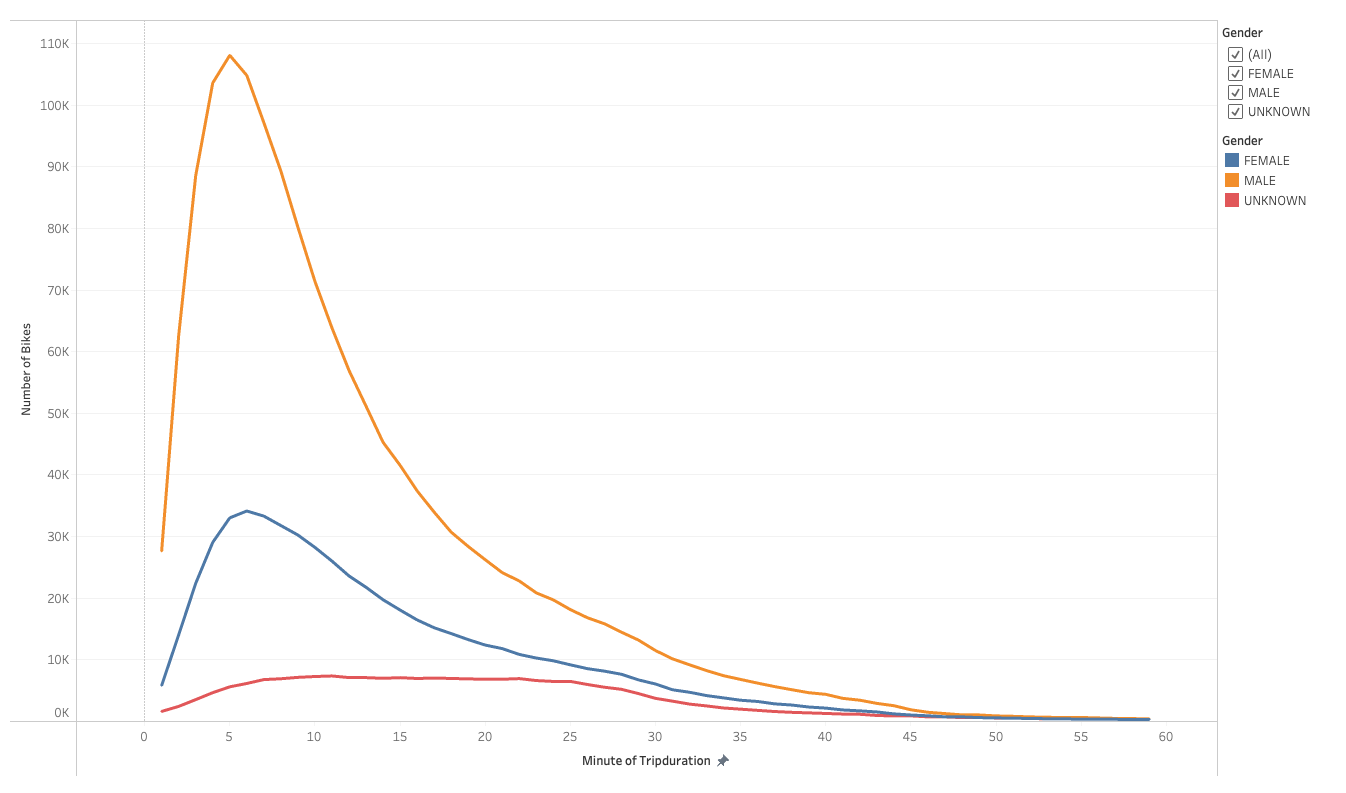 110K
100K
90K
80K
70K
60K
50K
40K
30K
20K
10K
0K
Number of Bikes
0 5 10 15 20 25 30 35 40 45 50 55 60
Minute of Tripduration
Gender
(All)
FEMALE
MALE
UNKNOWN
Gender
FEMALE
MALE
UNKNOWN